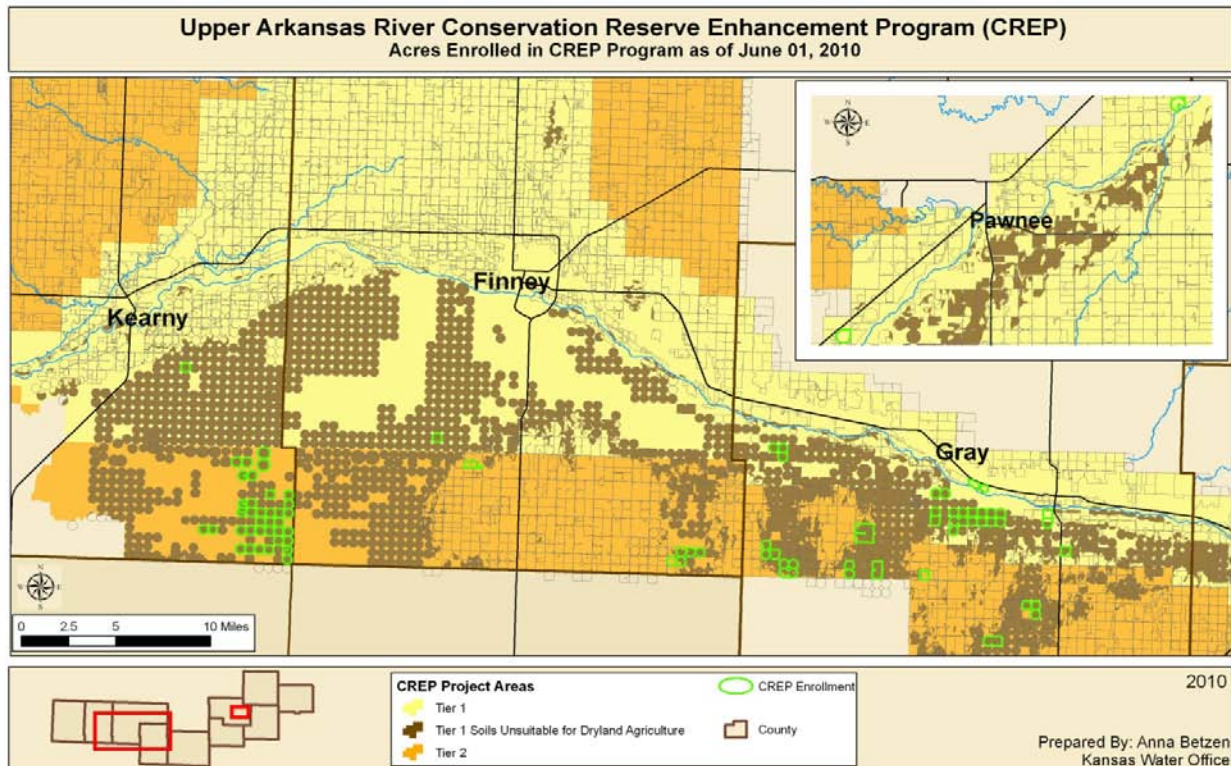 Upper Arkansas River Conservation Reserve Enhancement Program (CREP)
Acres Enrolled in CREP Program as of June 01, 2010
N
W E
S
Pawnee
Finney
Kearny
Gray
N
W E
S
0 2.5 5 10 Miles
CREP Project Areas
Tier 1
Tier 1 Soils Unsuitable for Dryland Agriculture
Tier 2
CREP Enrollment
County
2010
Prepared By: Anna Betzen
Kansas Water Office